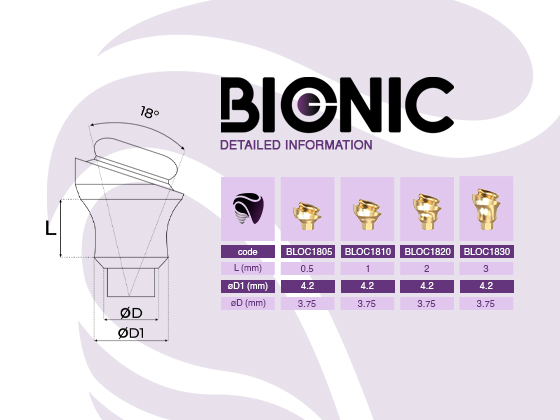 BIONIC
DETAILED INFORMATION
18°
L
ØD
ØD1
code BLOC1805 BLOC1810 BLOC1820 BLOC1830
L (mm) 0.5 1 2 3
øD1 (mm) 4.2 4.2 4.2 4.2
øD (mm) 3.75 3.75 3.75 3.75